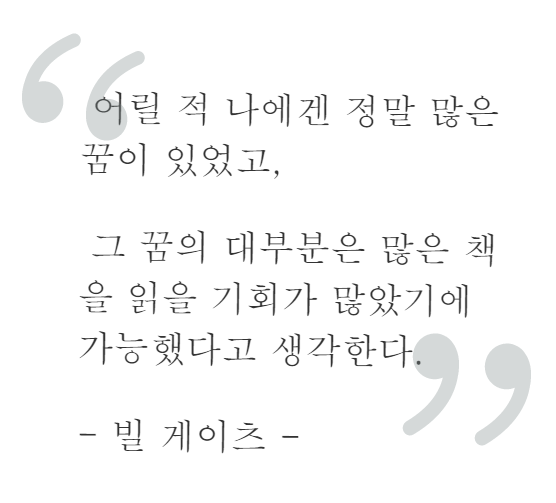 어릴 적 나에겐 정말 많은
꿈이 있었고,
그 꿈의 대부분은 많은 책
을 읽을 기회가 많았기에
가능했다고 생각한다.
- 빌 게이츠 -